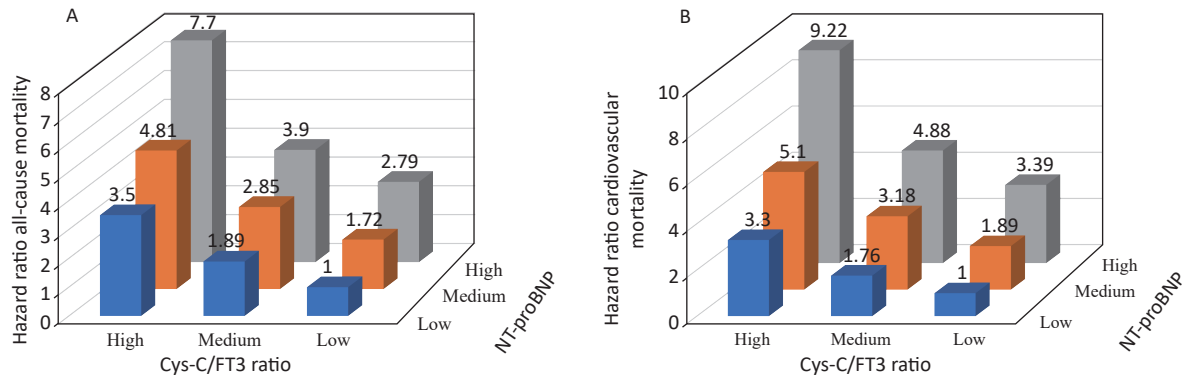 A
Hazard ratio all-cause mortality
8
7
6
5
4
3
2
1
0
7.7
3.9
2.79
4.81
2.85
1.72
3.5
1.89
1
High
Medium
Low
Cys-C/FT3 ratio
High
Medium
Low
NT-proBNP
B
Hazard ratio cardiovascular
mortality
10
8
6
4
2
0
9.22
4.88
3.39
5.1
3.18
1.89
3.3
1.76
1
High
Medium
Low
Cys-C/FT3 ratio
High
Medium
Low
NT-proBNP